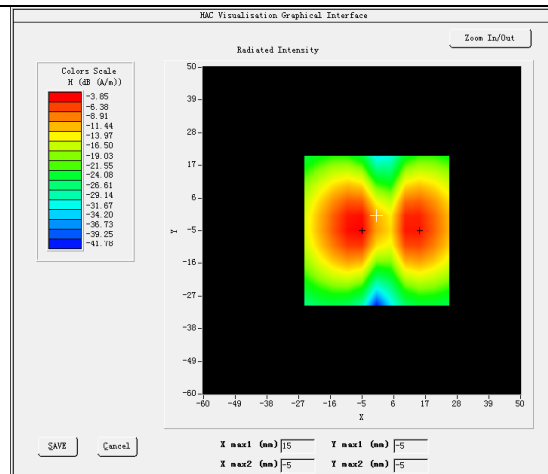 HAC Visualisation Graphical Interface
Zoom In/Out
Radiated Intensity
Colors Scale
H (dB (A/m))
-3.85
-6.38
-8.91
-11.44
-13.97
-16.50
-19.03
-21.55
-24.08
-26.61
-29.14
-31.67
-34.20
-36.73
-39.25
-41.78
50
39
28
17
6
-5
-16
-27
-38
-49
-60
Y
-60 -49 -38 -27 -16 -5 6 17 28 39 50
X
SAVE Cancel
X max1 (mm) 15 Y max1 (mm) -5
X max2 (mm) -5 Y max2 (mm) -5